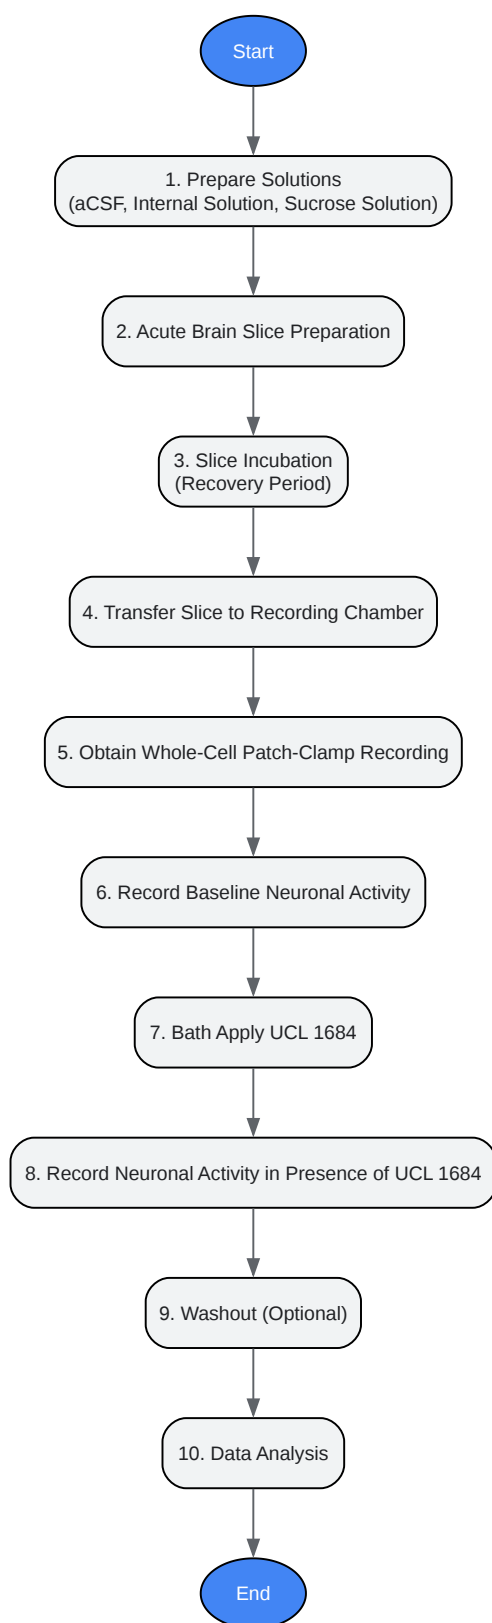 Start
1. Prepare Solutions
(aCSF, Internal Solution, Sucrose Solution)
2. Acute Brain Slice Preparation
3. Slice Incubation
(Recovery Period)
4. Transfer Slice to Recording Chamber
5. Obtain Whole-Cell Patch-Clamp Recording
6. Record Baseline Neuronal Activity
7. Bath Apply UCL 1684
8. Record Neuronal Activity in Presence of UCL 1684
9. Washout (Optional)
10. Data Analysis
End